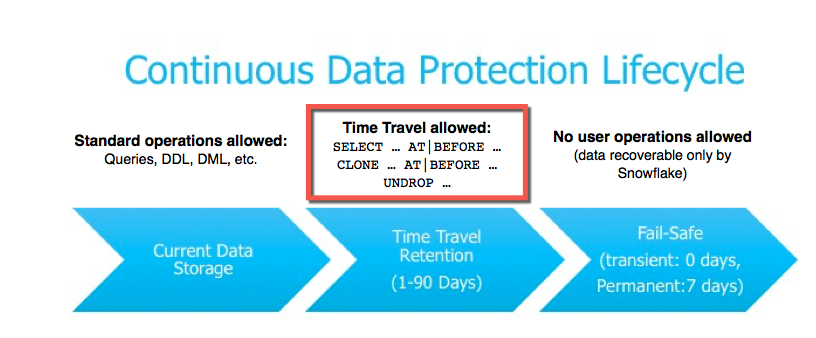 Continuous Data Protection Lifecycle
Standard operations allowed:
Queries, DDL, DML, etc.
Time Travel allowed:
SELECT … AT|BEFORE …
CLONE … AT|BEFORE …
UNDROP …
No user operations allowed
(data recoverable only by
Snowflake)
Current Data
Storage
Time Travel
Retention
(1-90 Days)
Fail-Safe
(transient: 0 days,
Permanent:7 days)